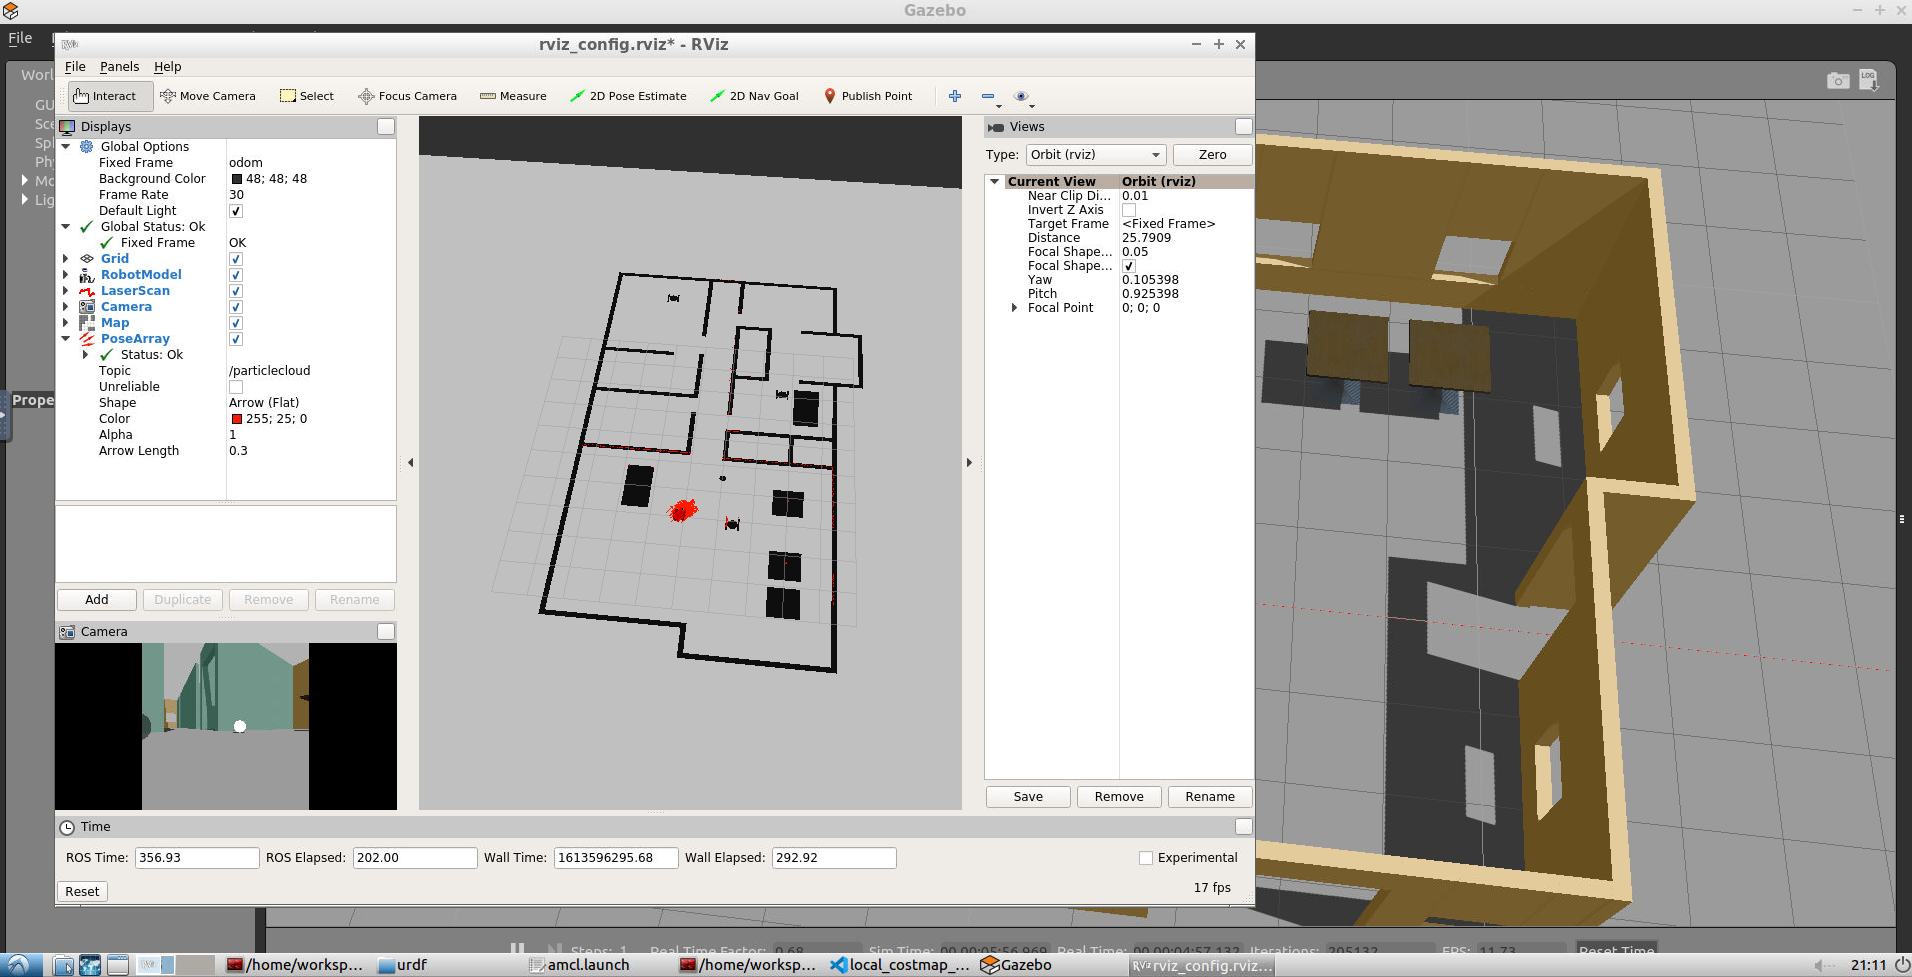 Gazebo
File
Worl
GU
Sce
Sp
Phy
Mo
Lig
Prope
LOG
RViz
rviz_config.rviz* - RViz
File Panels Help
Interact Move Camera Select Focus Camera Measure 2D Pose Estimate 2D Nav Goal Publish Point
Displays
Global Options
Fixed Frame odom
Background Color 48; 48; 48
Frame Rate 30
Default Light
Global Status: Ok
Fixed Frame OK
Grid
RobotModel
LaserScan
Camera
Map
PoseArray
Status: Ok
Topic /particlecloud
Unreliable
Shape Arrow (Flat)
Color 255; 25; 0
Alpha 1
Arrow Length 0.3
Add Duplicate Remove Rename
Camera
Views
Type: Orbit (rviz) Zero
Current View Orbit (rviz)
Near Clip Di... 0.01
Invert Z Axis
Target Frame <Fixed Frame>
Distance 25.7909
Focal Shape... 0.05
Focal Shape...
Yaw 0.105398
Pitch 0.925398
Focal Point 0; 0; 0
Save Remove Rename
Time
ROS Time: 356.93 ROS Elapsed: 202.00 Wall Time: 1613596295.68 Wall Elapsed: 292.92 Experimental
Reset 17 fps
Steps: 1 Real Time Factor: 0.68 Sim Time: 00 00:05:56.969 Real Time: 00 00:04:57.132 Iterations: 205132 FPS: 11.73 Reset Time
/home/worksp... urdf amcl.launch /home/worksp... local_costmap_... Gazebo RViz rviz_config.rviz... 21:11